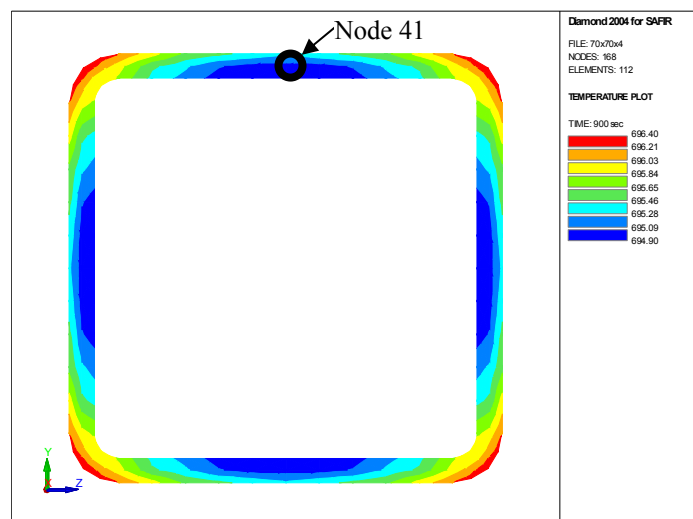 Node 41
Diamond 2004 for SAFIR
FILE: 70x70x4
NODES: 168
ELEMENTS: 112
TEMPERATURE PLOT
TIME: 900 sec
696.40
696.21
696.03
695.84
695.65
695.46
695.28
695.09
694.90
Y
X
Z